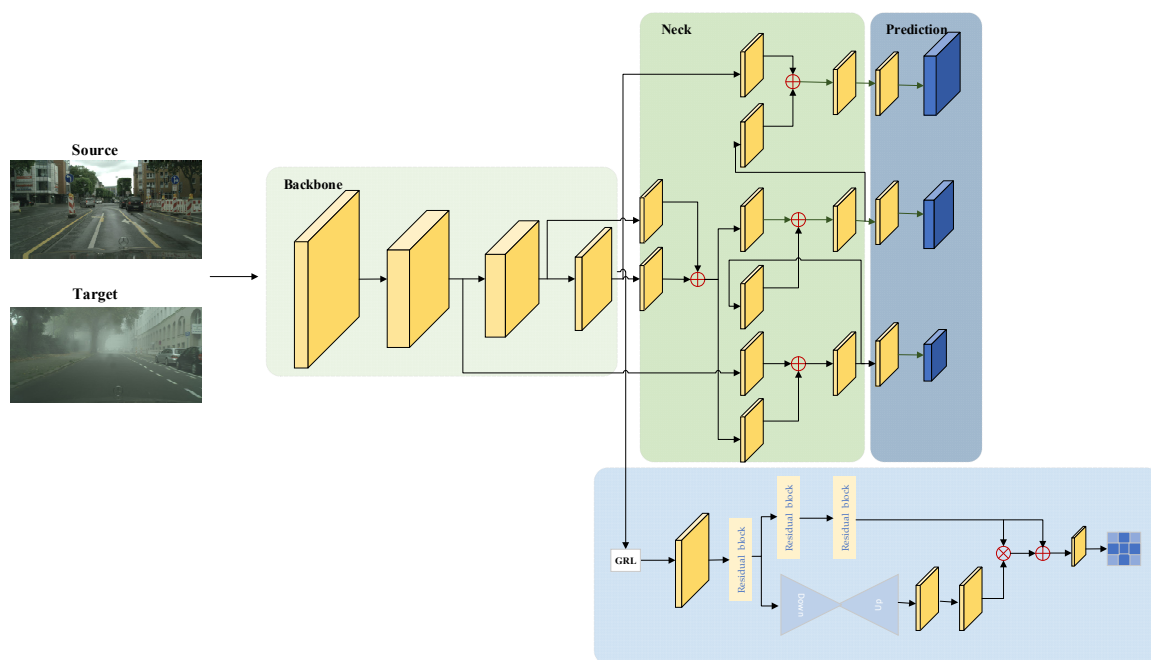 Neck
Prediction
Source
Backbone
Target
GRL
Residual block
Residual block
Residual block
Down
Up